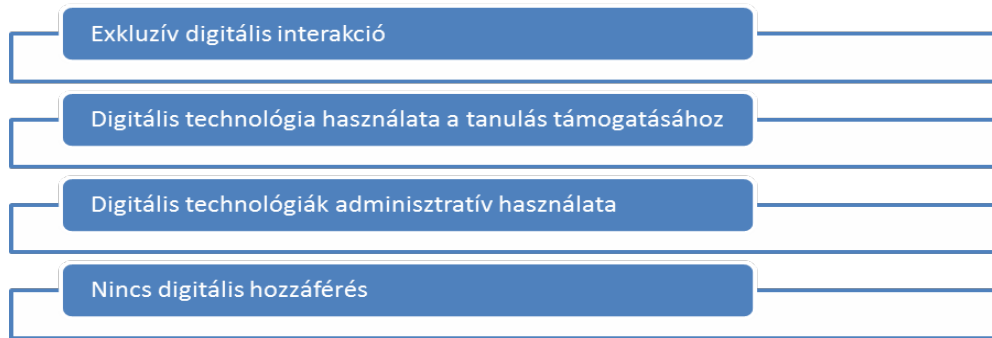 Exkluzív digitális interakció
Digitális technológia használata a tanulás támogatásához
Digitális technológiák adminisztratív használata
Nincs digitális hozzáférés